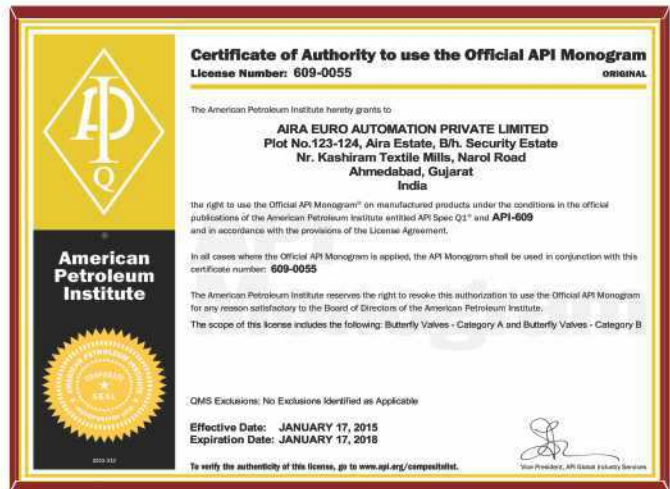 Certificate of Authority to use the Official API Monogram
License Number: 609-0055
ORIGINAL
The American Petroleum Institute hereby grants to
AIRA EURO AUTOMATION PRIVATE LIMITED
Plot No.123-124, Aira Estate, B/h. Security Estate
Nr. Kashiram Textile Mills, Narol Road
Ahmedabad, Gujarat
India
the right to use the Official API Monogram® on manufactured products under the conditions in the official
publications of the American Petroleum Institute entitled API Spec Q1® and API-609
and in accordance with the provisions of the License Agreement.
In all cases where the Official API Monogram is applied, the API Monogram shall be used in conjunction with this
certificate number: 609-0055
The American Petroleum Institute reserves the right to revoke this authorization to use the Official API Monogram
for any reason satisfactory to the Board of Directors of the American Petroleum Institute.
The scope of this license includes the following: Butterfly Valves - Category A and Butterfly Valves - Category B
QMS Exclusions: No Exclusions Identified as Applicable
Effective Date: JANUARY 17, 2015
Expiration Date: JANUARY 17, 2018
To verify the authenticity of this license, go to www.api.org/compositelist.
Vice President, API Global Industry Services
API
Q
American
Petroleum
Institute
AMERICAN PETROLEUM INSTITUTE
CORPORATE
SEAL